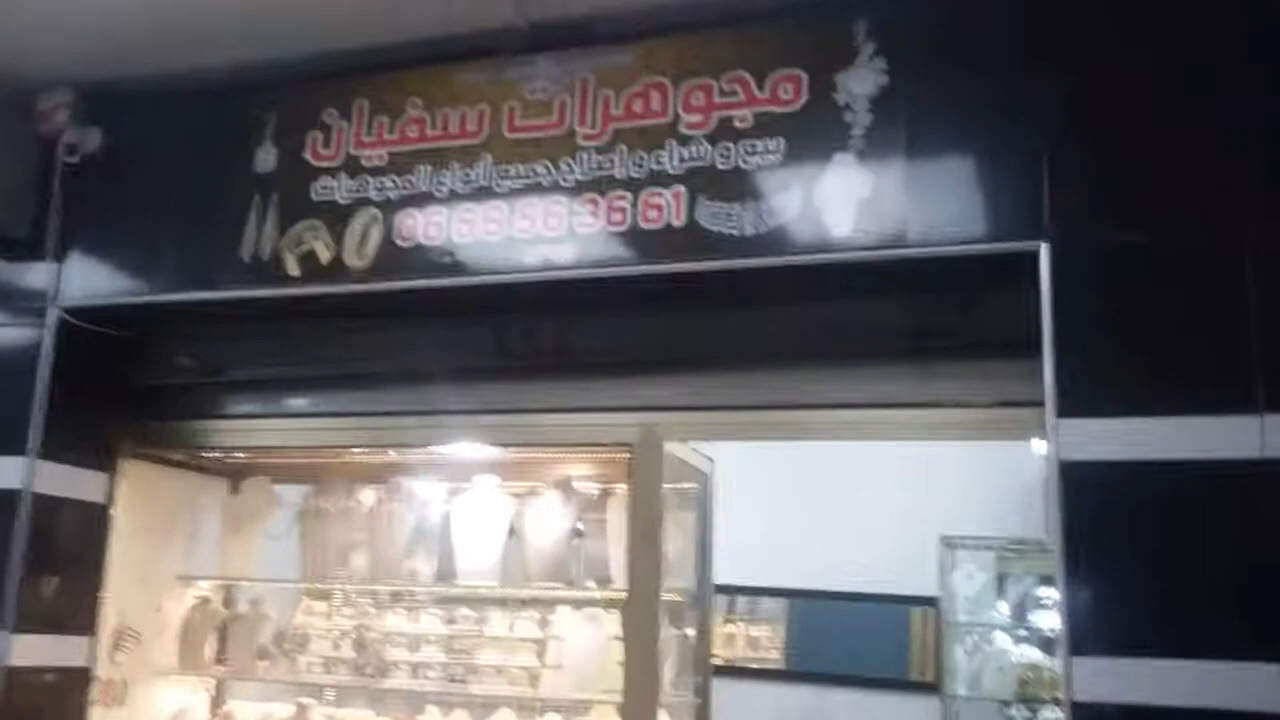 مجوهرات سفيان
بيع و شراء و إصلاح جميع أنواع المجوهرات
06 68 56 36 61